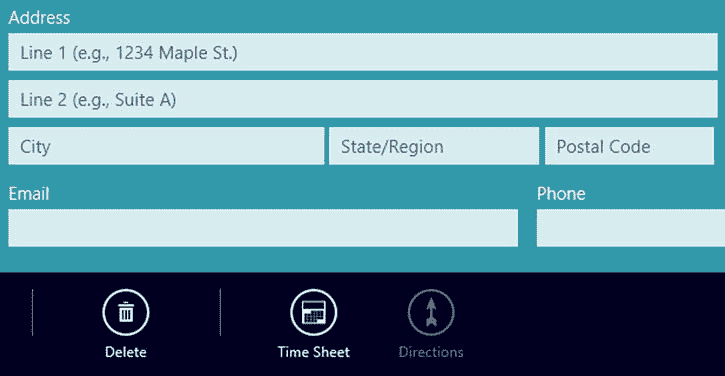 Address
Line 1 (e.g., 1234 Maple St.)
Line 2 (e.g., Suite A)
City State/Region Postal Code
Email Phone
Delete Time Sheet Directions